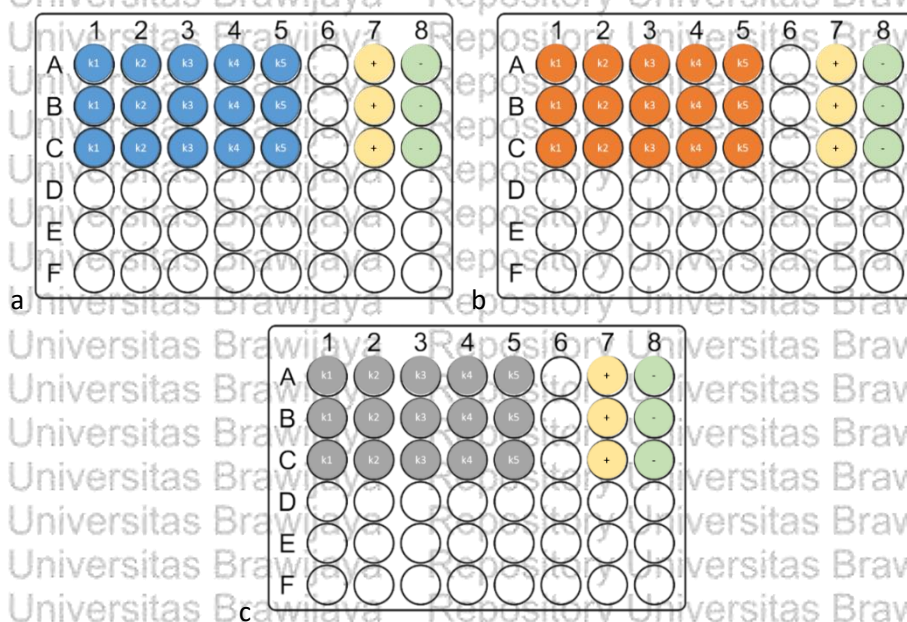 1 2 3 4 5 6 7 8
A k1 k2 k3 k4 k5 + -
B k1 k2 k3 k4 k5 + -
C k1 k2 k3 k4 k5 + -
D
E
F
a
1 2 3 4 5 6 7 8
A k1 k2 k3 k4 k5 + -
B k1 k2 k3 k4 k5 + -
C k1 k2 k3 k4 k5 + -
D
E
F
b
1 2 3 4 5 6 7 8
A k1 k2 k3 k4 k5 + -
B k1 k2 k3 k4 k5 + -
C k1 k2 k3 k4 k5 + -
D
E
F
c
Universitas Brawijaya Repository Universitas Brawijaya